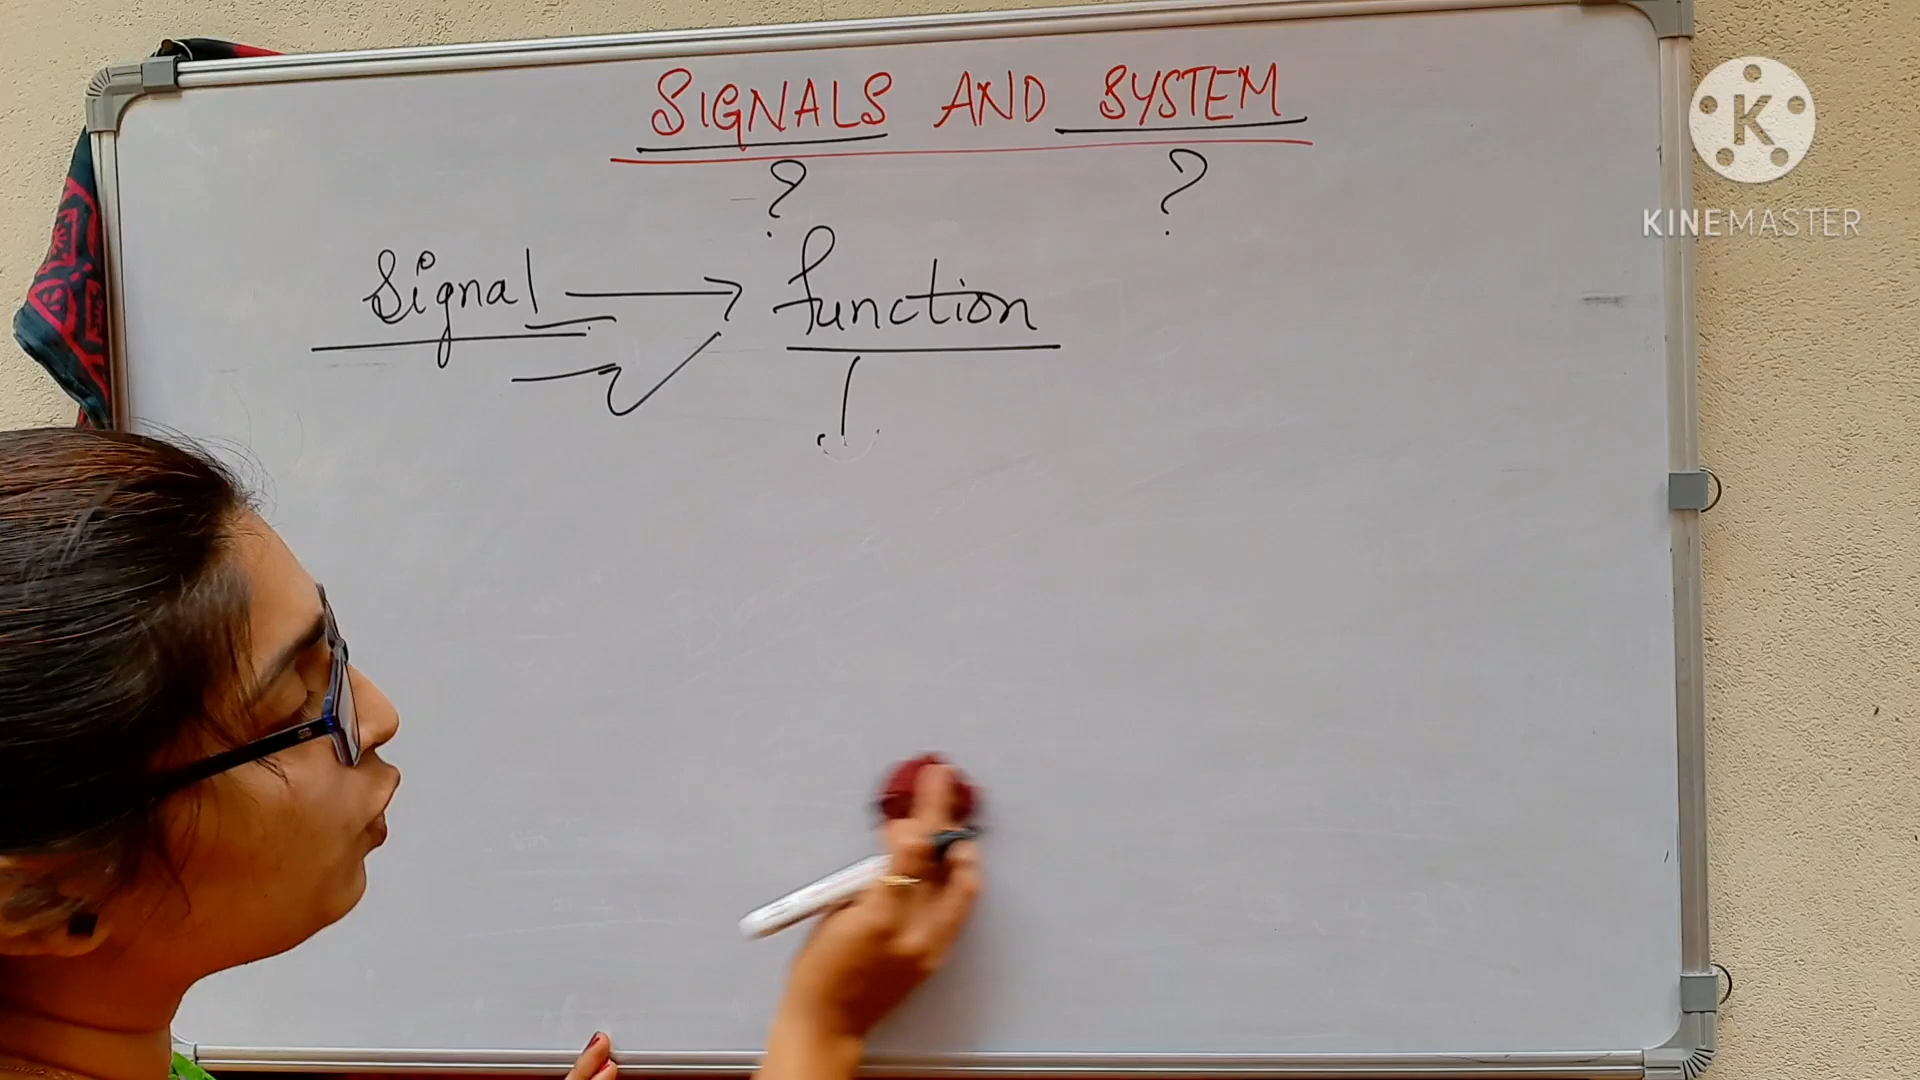 SIGNALS AND SYSTEM
? ?
Signal → function
K
KINEMASTER